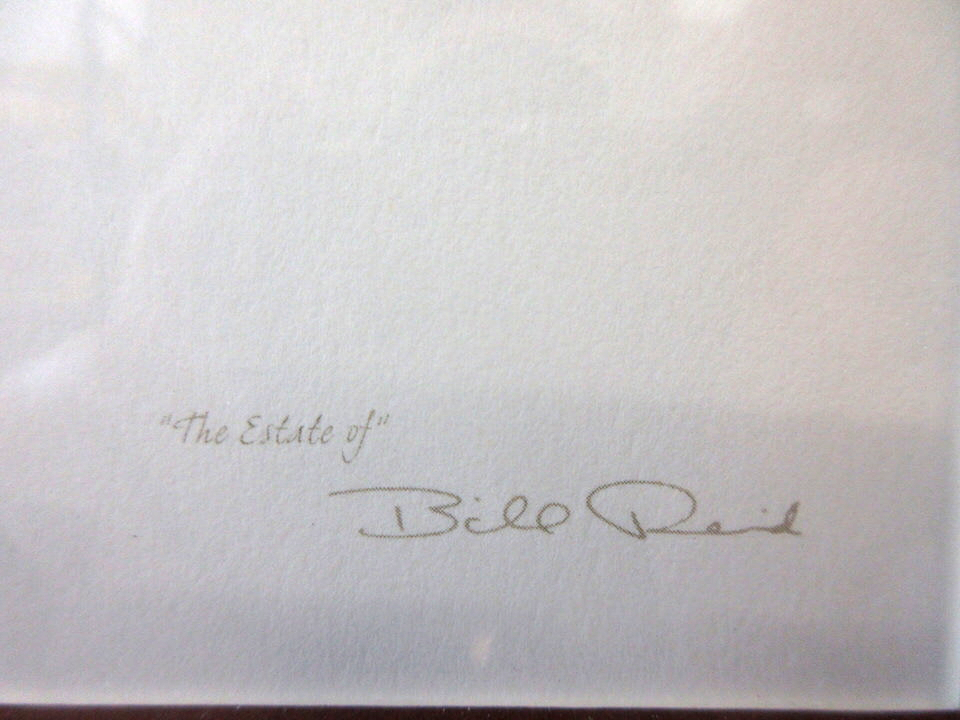 "The Estate of"
Bill Reid